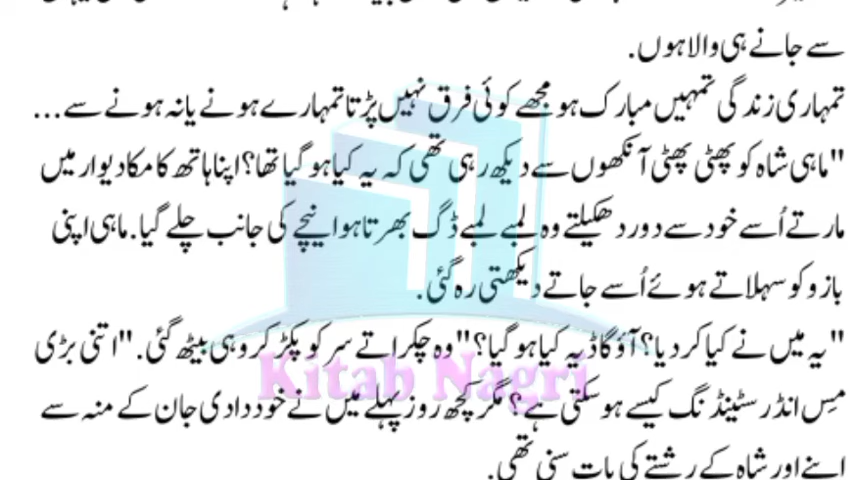 سے جانے ہی والا ہوں.
تمہاری زندگی تمہیں مبارک ہو مجھے کوئی فرق نہیں پڑتا تمہارے ہونے یا نہ ہونے سے...
"ماہی شاہ کو پھٹی پھٹی آنکھوں سے دیکھ رہی تھی کہ یہ کیا ہو گیا تھا؟ اپنا ہاتھ کا مکا دیوار میں
مارتے اُسے خود سے دور دھکیلتے وہ لمبے لمبے ڈگ بھرتا ہوا نیچے کی جانب چلے گیا. ماہی اپنی
بازو کو سہلاتے ہوئے اُسے جاتے دیکھتی رہ گئی.
"یہ میں نے کیا کر دیا؟ آؤ گاڈ یہ کیا ہو گیا؟" وہ چکراتے سر کو پکڑ کر وہی بیٹھ گئی. "اتنی بڑی
Kitab Nagri
مِس انڈرسٹینڈنگ کیسے ہو سکتی ہے؟ مگر کچھ روز پہلے میں نے خود دادی جان کے منہ سے
اپنے اور شاہ کے رشتے کی بات سنی تھی.